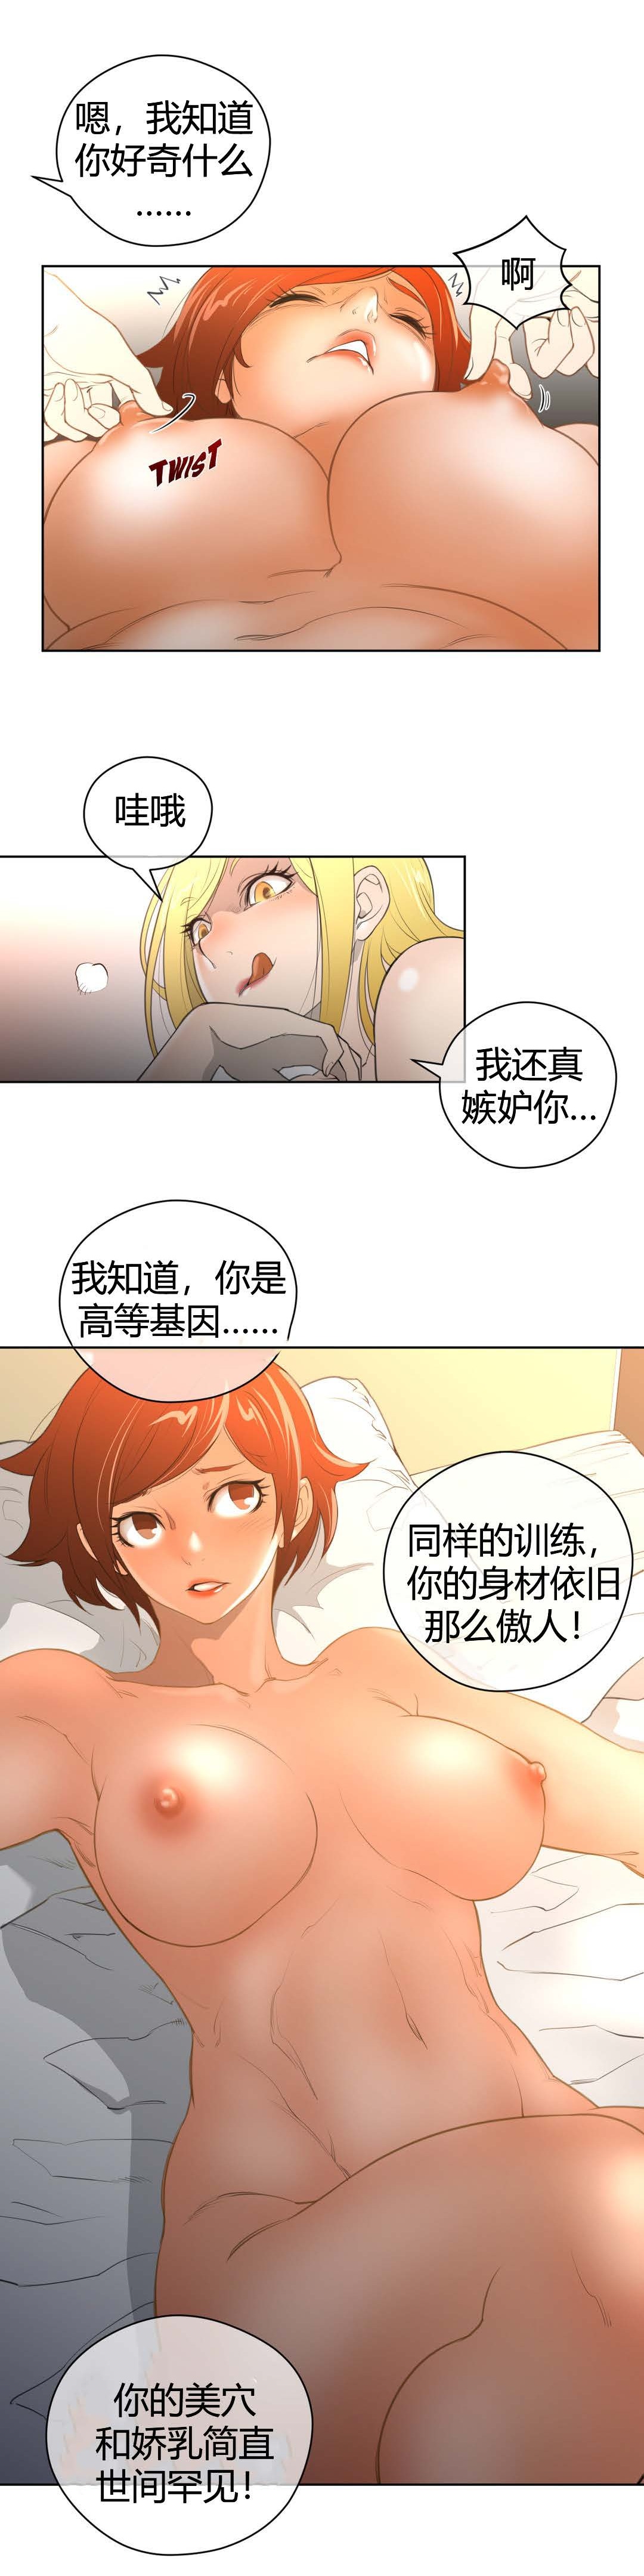 嗯，我知道
你好奇什么
……
啊
TWIST
哇哦
我还真
嫉妒你…
我知道，你是
高等基因……
同样的训练，
你的身材依旧
那么傲人！
你的美穴
和娇乳简直
世间罕见！